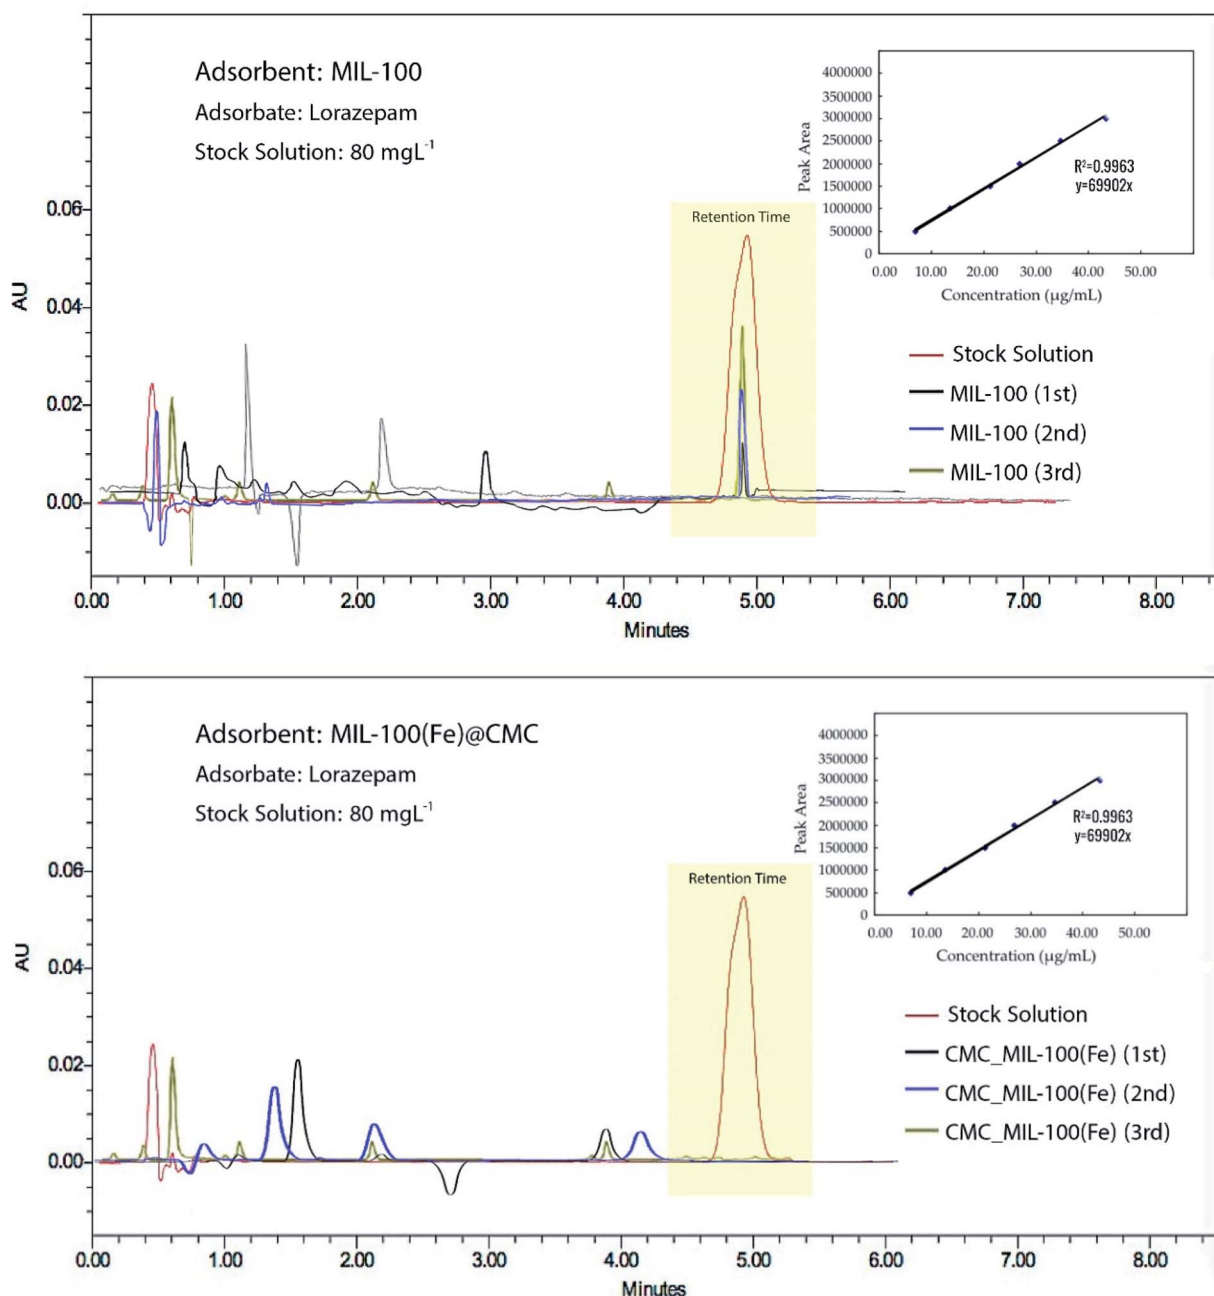 Adsorbent: MIL-100
Adsorbate: Lorazepam
Stock Solution: 80 mgL⁻¹
Retention Time
AU
0.06
0.04
0.02
0.00
0.00 1.00 2.00 3.00 4.00 5.00 6.00 7.00 8.00
Minutes
Peak Area
4000000
3500000
3000000
2500000
2000000
1500000
1000000
500000
0
0.00 10.00 20.00 30.00 40.00 50.00
Concentration (µg/mL)
R²=0.9963
y=69902x
Stock Solution
MIL-100 (1st)
MIL-100 (2nd)
MIL-100 (3rd)
Adsorbent: MIL-100(Fe)@CMC
Adsorbate: Lorazepam
Stock Solution: 80 mgL⁻¹
Retention Time
AU
0.06
0.04
0.02
0.00
0.00 1.00 2.00 3.00 4.00 5.00 6.00 7.00 8.00
Minutes
Peak Area
4000000
3500000
3000000
2500000
2000000
1500000
1000000
500000
0
0.00 10.00 20.00 30.00 40.00 50.00
Concentration (µg/mL)
R²=0.9963
y=69902x
Stock Solution
CMC_MIL-100(Fe) (1st)
CMC_MIL-100(Fe) (2nd)
CMC_MIL-100(Fe) (3rd)